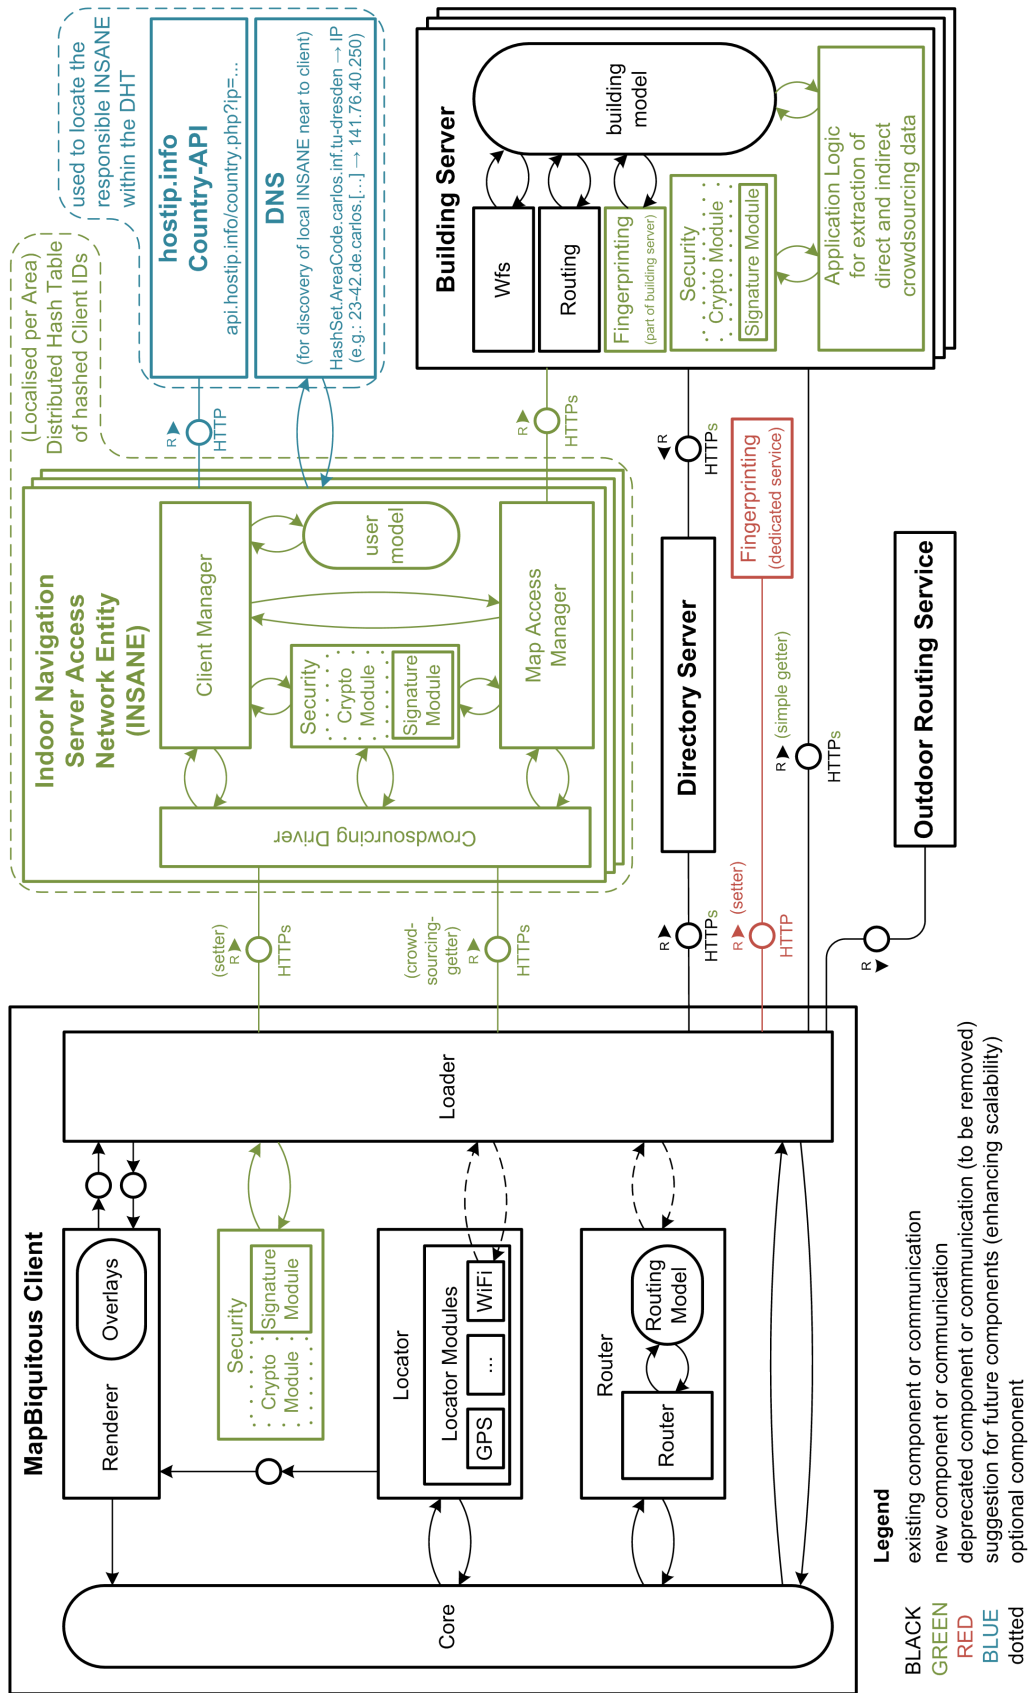 MapBiquitous Client
Core
Renderer
Overlays
Security
Crypto
Module
Signature
Module
Locator
Locator Modules
GPS
...
WiFi
Router
Router
Routing
Model
Loader
(setter)
R
HTTPs
(crowd-
sourcing-
getter)
R
HTTPs
R
HTTPs
R
(setter)
HTTP
R
(simple getter)
HTTPs
R
(Localised per Area)
Distributed Hash Table
of hashed Client IDs
Indoor Navigation
Server Access
Network Entity
(INSANE)
Crowdsourcing Driver
Client Manager
user
model
Security
Crypto
Module
Signature
Module
Map Access
Manager
R
HTTP
R
HTTPs
R
HTTPs
used to locate the
responsible INSANE
within the DHT
hostip.info
Country-API
api.hostip.info/country.php?ip=...
DNS
(for discovery of local INSANE near to client)
HashSet.AreaCode.carlos.inf.tu-dresden → IP
(e.g.: 23-42.de.carlos.[...] → 141.76.40.250)
Building Server
Wfs
Routing
Fingerprinting
(part of building server)
building
model
Security
Crypto Module
Signature Module
Application Logic
for extraction of
direct and indirect
crowdsourcing data
Directory Server
Fingerprinting
(dedicated service)
Outdoor Routing Service
Legend
BLACK existing component or communication
GREEN new component or communication
RED deprecated component or communication (to be removed)
BLUE suggestion for future components (enhancing scalability)
dotted optional component